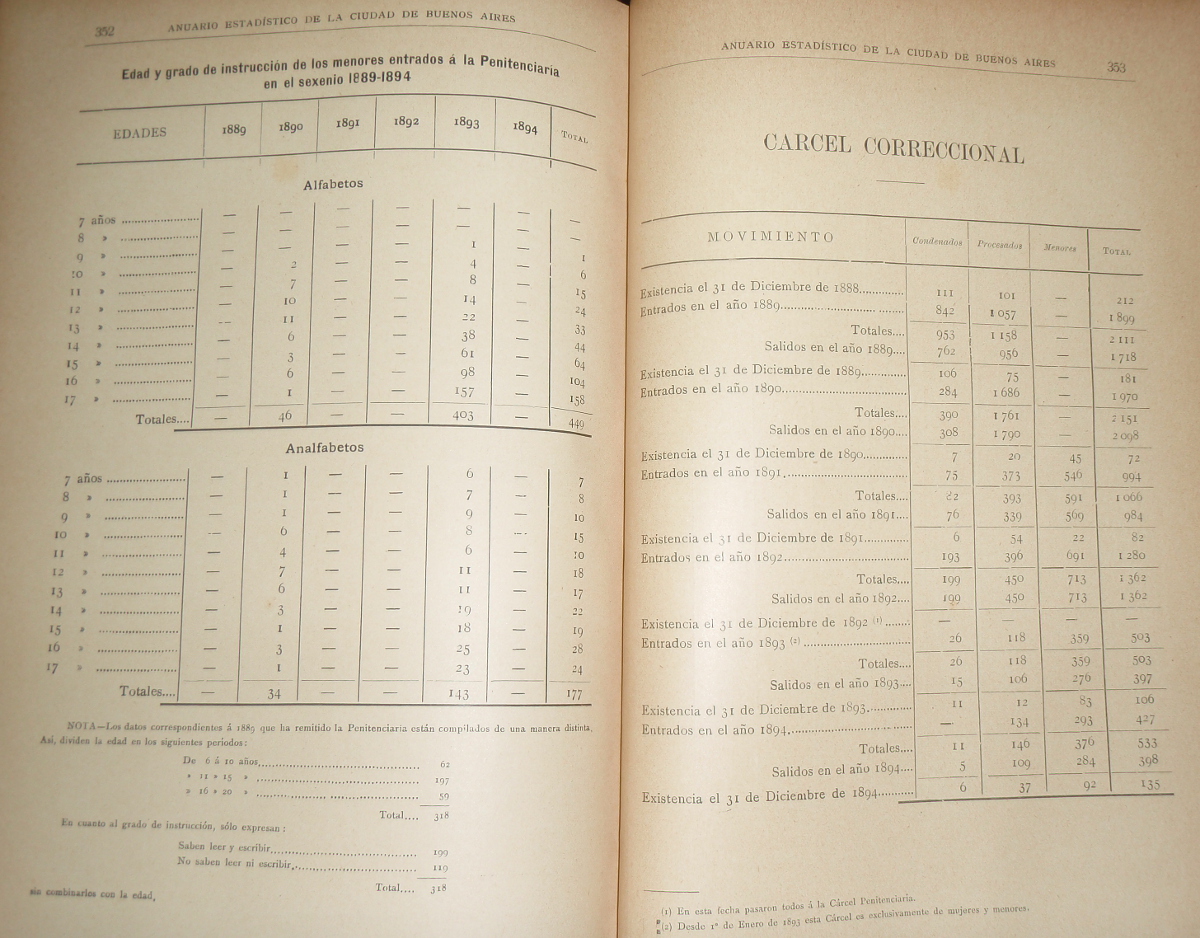 352
ANUARIO ESTADÍSTICO DE LA CIUDAD DE BUENOS AIRES
Edad y grado de instrucción de los menores entrados á la Penitenciaría
en el sexenio 1889-1894
EDADES 1889 1890 1891 1892 1893 1894 TOTAL
Alfabetos
7 años — — — — — — —
8 » — — — — — — —
9 » — — — — 1 — 1
10 » — 2 — — 4 — 6
11 » — 7 — — 8 — 15
12 » — 10 — — 14 — 24
13 » — 11 — — 22 — 33
14 » — 6 — — 38 — 44
15 » — 3 — — 61 — 64
16 » — 6 — — 98 — 104
17 » — 1 — — 157 — 158
Totales.... — 46 — — 403 — 449
Analfabetos
7 años — 1 — — 6 — 7
8 » — 1 — — 7 — 8
9 » — 1 — — 9 — 10
10 » — 6 — — 8 — 15
11 » — 4 — — 6 — 10
12 » — 7 — — 11 — 18
13 » — 6 — — 11 — 17
14 » — 3 — — 19 — 22
15 » — 1 — — 18 — 19
16 » — 3 — — 25 — 28
17 » — 1 — — 23 — 24
Totales.... — 34 — — 143 — 177
NOTA—Los datos correspondientes á 1889 que ha remitido la Penitenciaria están compilados de una manera distinta.
Asi, dividen la edad en los siguientes periodos:
De 6 á 10 años 62
» 11 » 15 » 197
» 16 » 20 » 59
Total.... 318
En cuanto al grado de instrucción, sólo expresan:
Saben leer y escribir 199
No saben leer ni escribir 119
Total.... 318
sin combinarlos con la edad.
ANUARIO ESTADÍSTICO DE LA CIUDAD DE BUENOS AIRES
353
CARCEL CORRECCIONAL
MOVIMIENTO Condenados Procesados Menores TOTAL
Existencia el 31 de Diciembre de 1888 111 101 — 212
Entrados en el año 1889 842 1 057 — 1 899
Totales.... 953 1 158 — 2 111
Salidos en el año 1889.... 762 956 — 1 718
Existencia el 31 de Diciembre de 1889 106 75 — 181
Entrados en el año 1890 284 1 686 — 1 970
Totales.... 390 1 761 — 2 151
Salidos en el año 1890.... 308 1 790 — 2 098
Existencia el 31 de Diciembre de 1890 7 20 45 72
Entrados en el año 1891 75 373 546 994
Totales.... 82 393 591 1 066
Salidos en el año 1891.... 76 339 569 984
Existencia el 31 de Diciembre de 1891 6 54 22 82
Entrados en el año 1892 193 396 691 1 280
Totales.... 199 450 713 1 362
Salidos en el año 1892.... 199 450 713 1 362
Existencia el 31 de Diciembre de 1892 (1) — — — —
Entrados en el año 1893 (2) 26 118 359 503
Totales.... 26 118 359 503
Salidos en el año 1893.... 15 106 276 397
Existencia el 31 de Diciembre de 1893 11 12 83 106
Entrados en el año 1894 — 134 293 427
Totales.... 11 146 376 533
Salidos en el año 1894.... 5 109 284 398
Existencia el 31 de Diciembre de 1894 6 37 92 135
(1) En esta fecha pasaron todos á la Cárcel Penitenciaria.
(2) Desde 1º de Enero de 1893 esta Cárcel es exclusivamente de mujeres y menores.